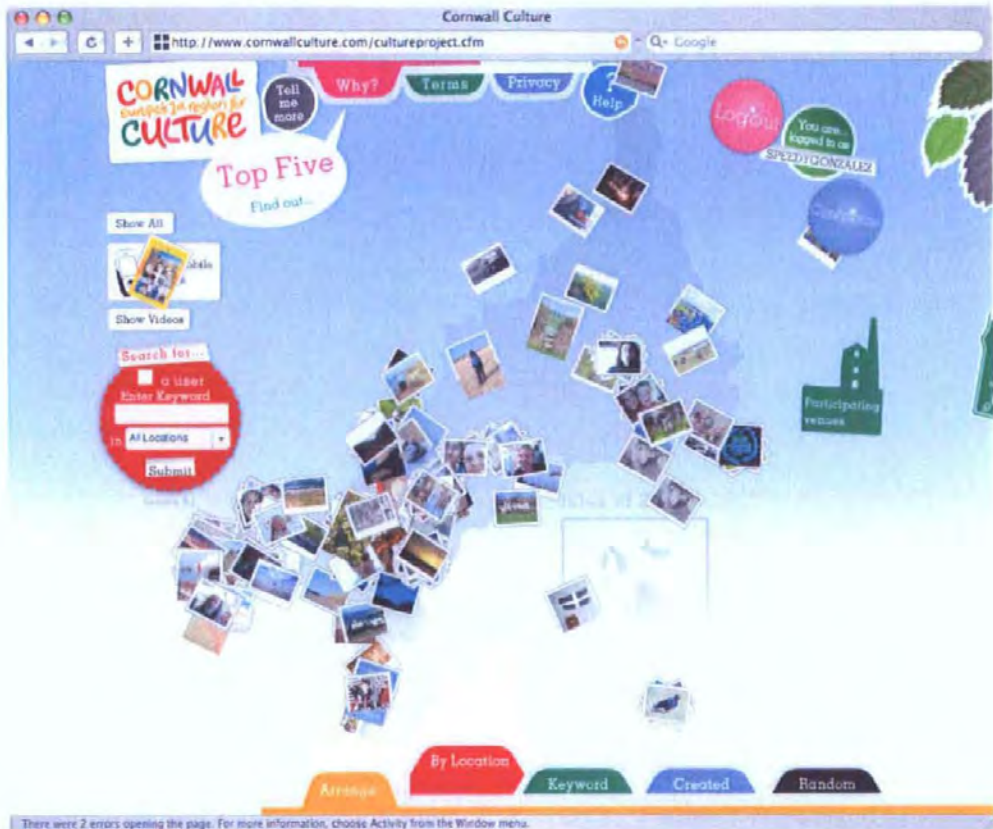 Cornwall Culture
http://www.cornwallculture.com/cultureproject.cfm
Google
CORNWALL
european region for
CULTURE
Tell
me
more
Why?
Terms
Privacy
?
Help
Log Out
You are...
logged in as
SPEEDYGONZALEZ
Top Five
Find out...
Show All
Show Videos
Search for...
a user
Enter Keyword
in All Locations
Submit
Participating
venues
By Location
Arrange
Keyword
Created
Random
There were 2 errors opening the page. For more information, choose Activity from the Window menu.